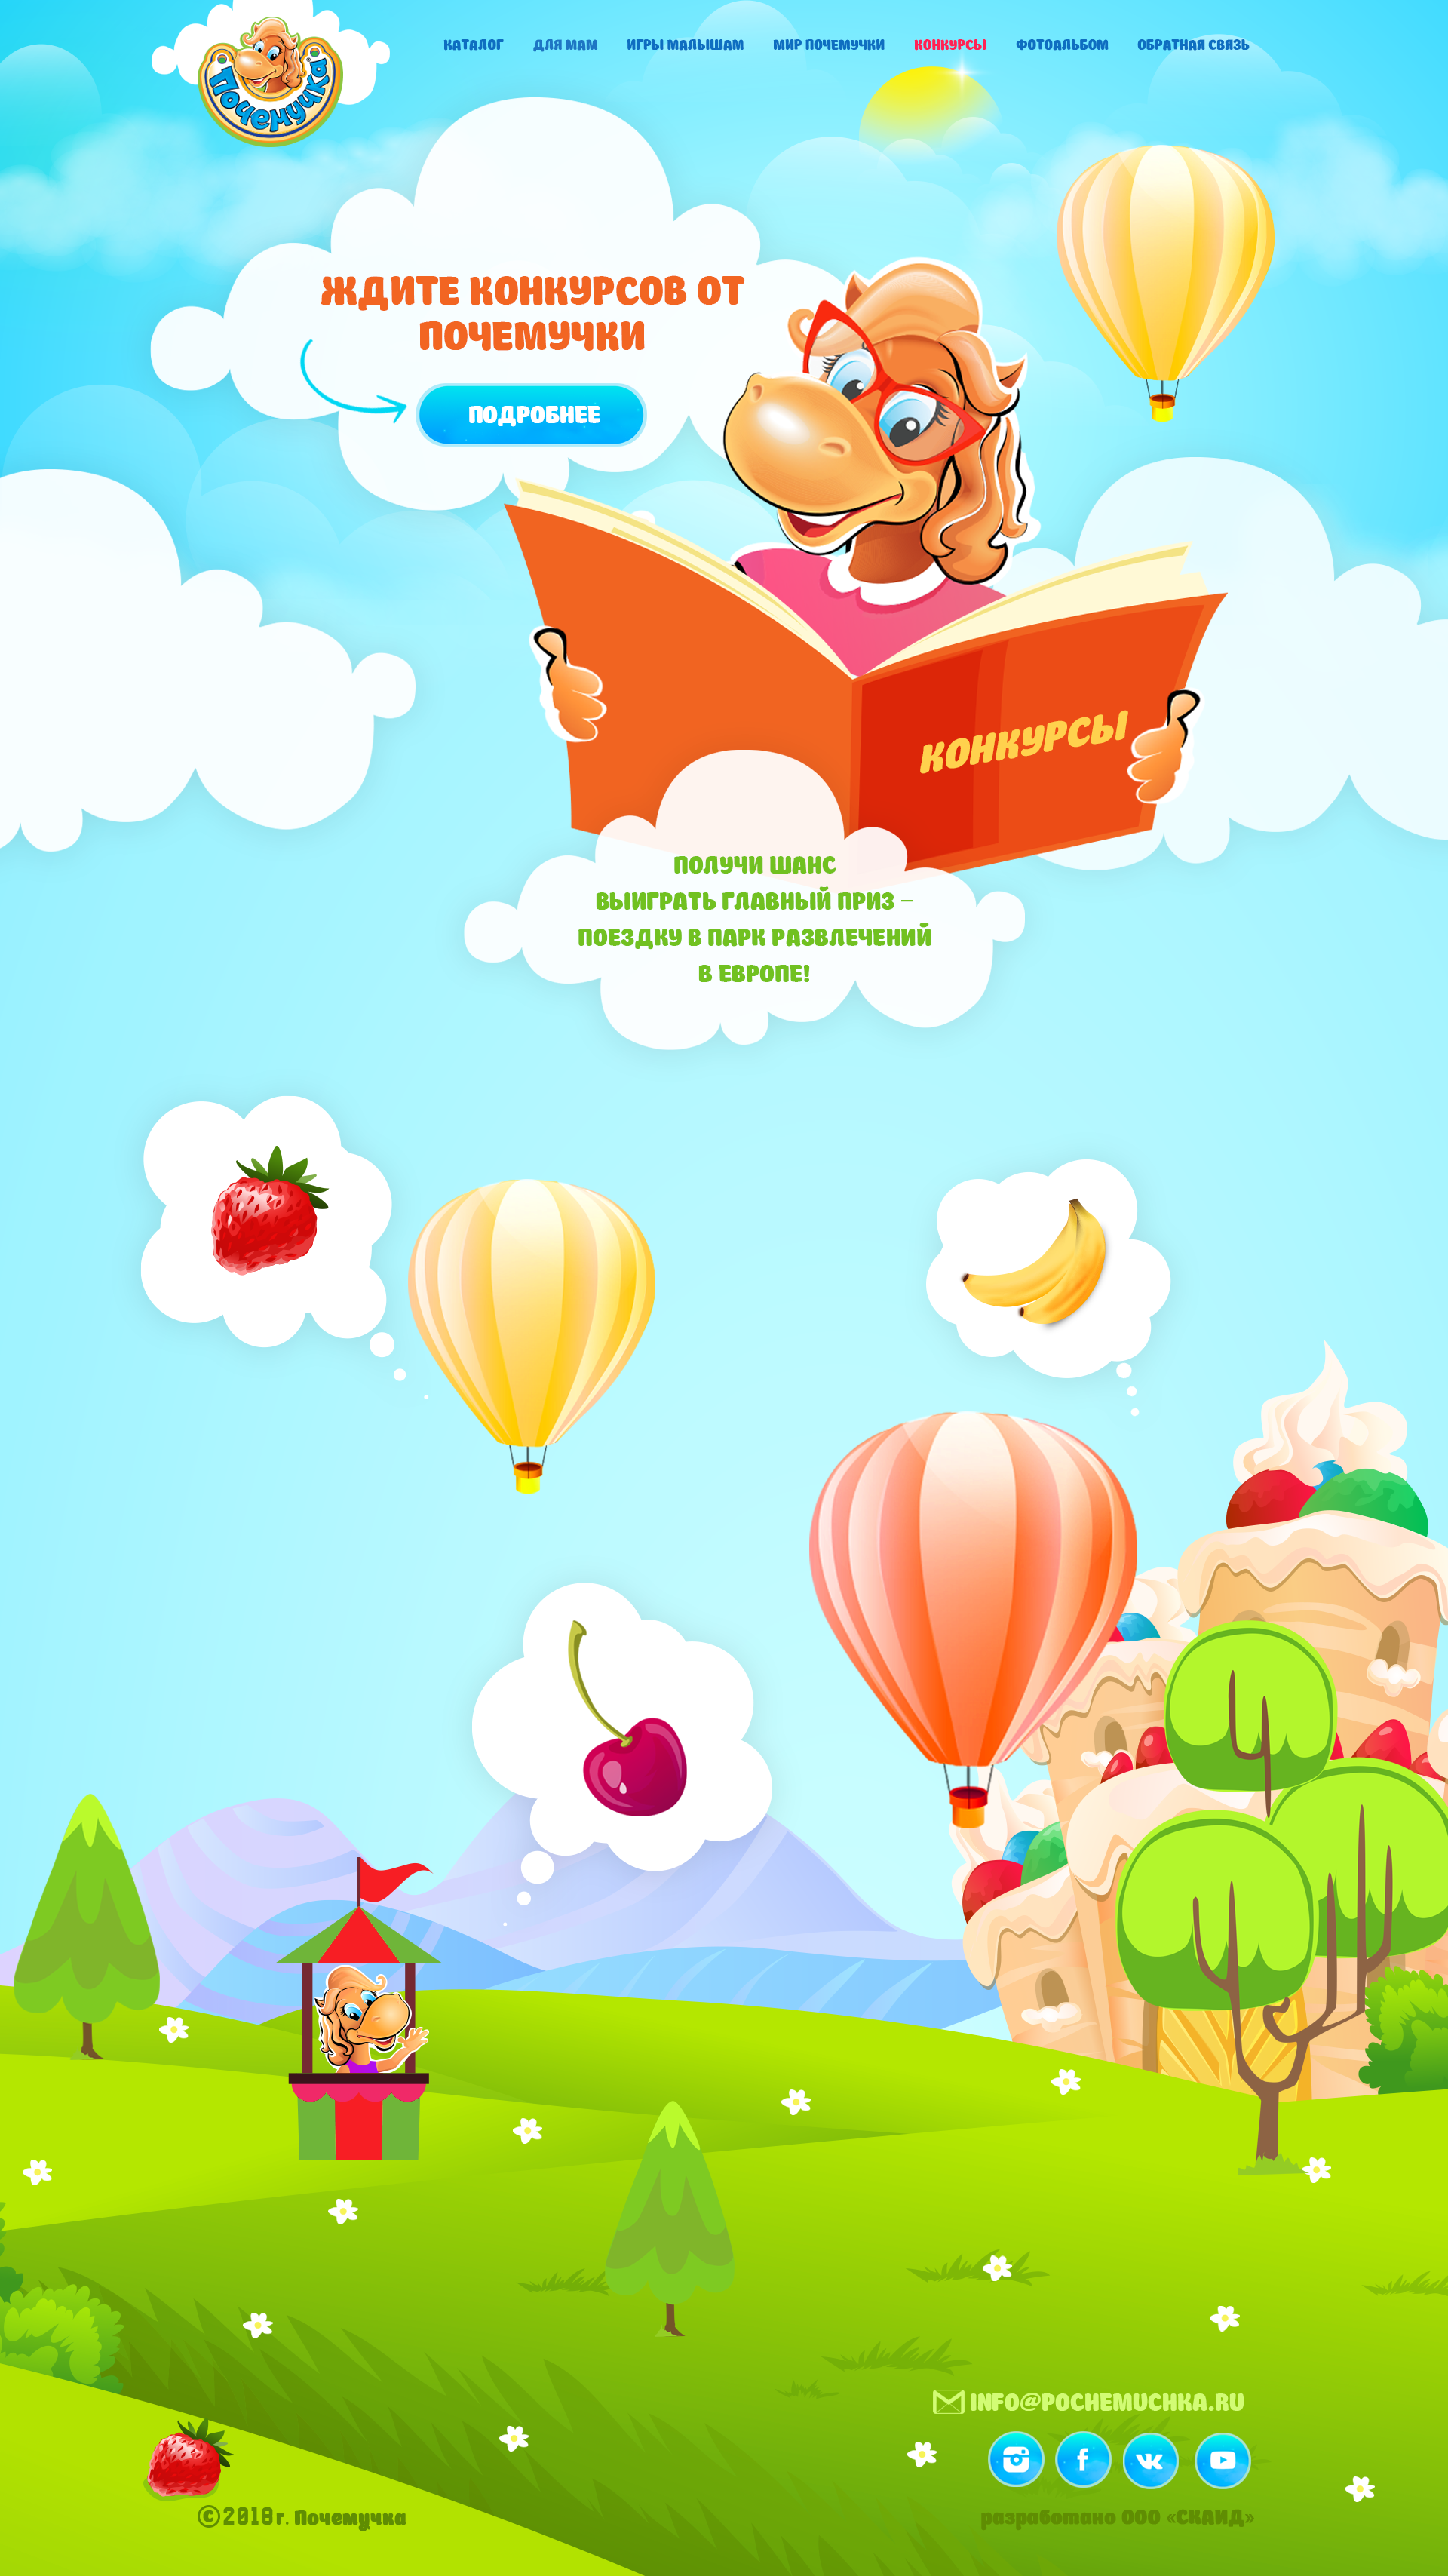 Почемучка
КАТАЛОГ ДЛЯ МАМ ИГРЫ МАЛЫШАМ МИР ПОЧЕМУЧКИ КОНКУРСЫ ФОТОАЛЬБОМ ОБРАТНАЯ СВЯЗЬ
ЖДИТЕ КОНКУРСОВ ОТ
ПОЧЕМУЧКИ
ПОДРОБНЕЕ
КОНКУРСЫ
ПОЛУЧИ ШАНС
ВЫИГРАТЬ ГЛАВНЫЙ ПРИЗ –
ПОЕЗДКУ В ПАРК РАЗВЛЕЧЕНИЙ
В ЕВРОПЕ!
INFO@POCHEMUCHKA.RU
©2018г. Почемучка
разработано ООО «СКАИД»